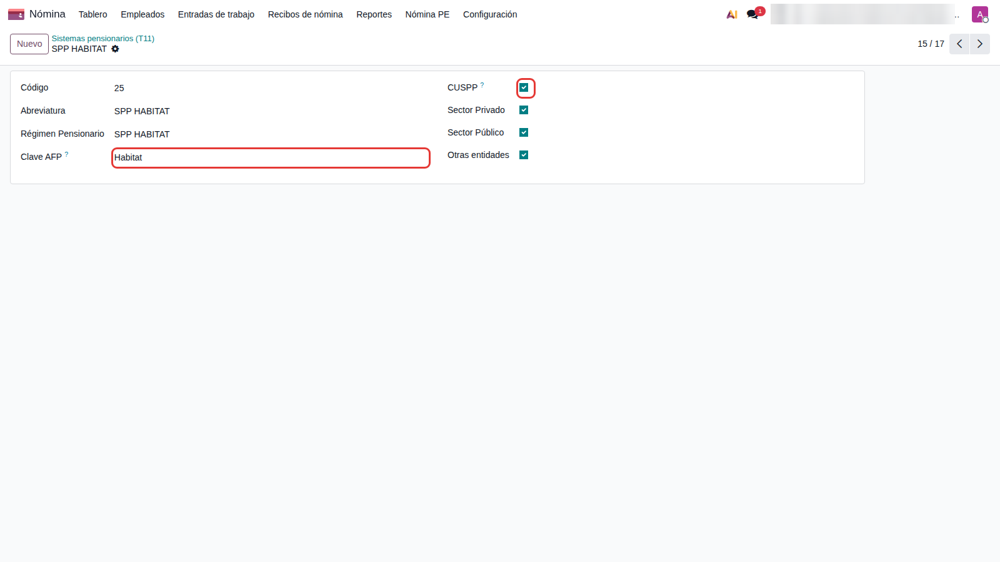 Nómina Tablero Empleados Entradas de trabajo Recibos de nómina Reportes Nómina PE Configuración AI 1 .. A
Nuevo Sistemas pensionarios (T11)
SPP HABITAT
15 / 17
Código 25
Abreviatura SPP HABITAT
Régimen Pensionario SPP HABITAT
Clave AFP ? Habitat
CUSPP ?
Sector Privado
Sector Público
Otras entidades